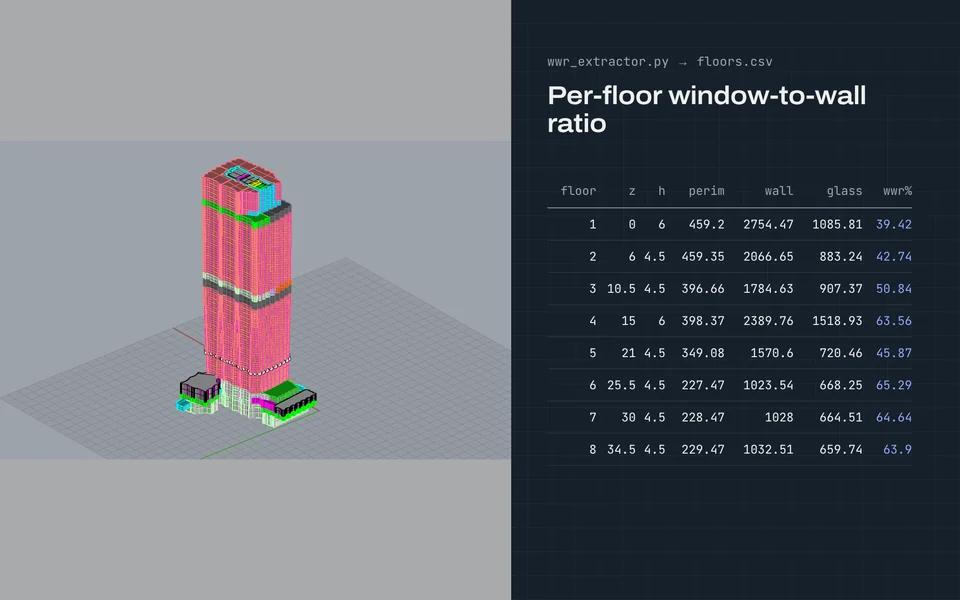 wwr_extractor.py → floors.csv
Per-floor window-to-wall
ratio
floor z h perim wall glass wwr%
1 0 6 459.2 2754.47 1085.81 39.42
2 6 4.5 459.35 2066.65 883.24 42.74
3 10.5 4.5 396.66 1784.63 907.37 50.84
4 15 6 398.37 2389.76 1518.93 63.56
5 21 4.5 349.08 1570.6 720.46 45.87
6 25.5 4.5 227.47 1023.54 668.25 65.29
7 30 4.5 228.47 1028 664.51 64.64
8 34.5 4.5 229.47 1032.51 659.74 63.9